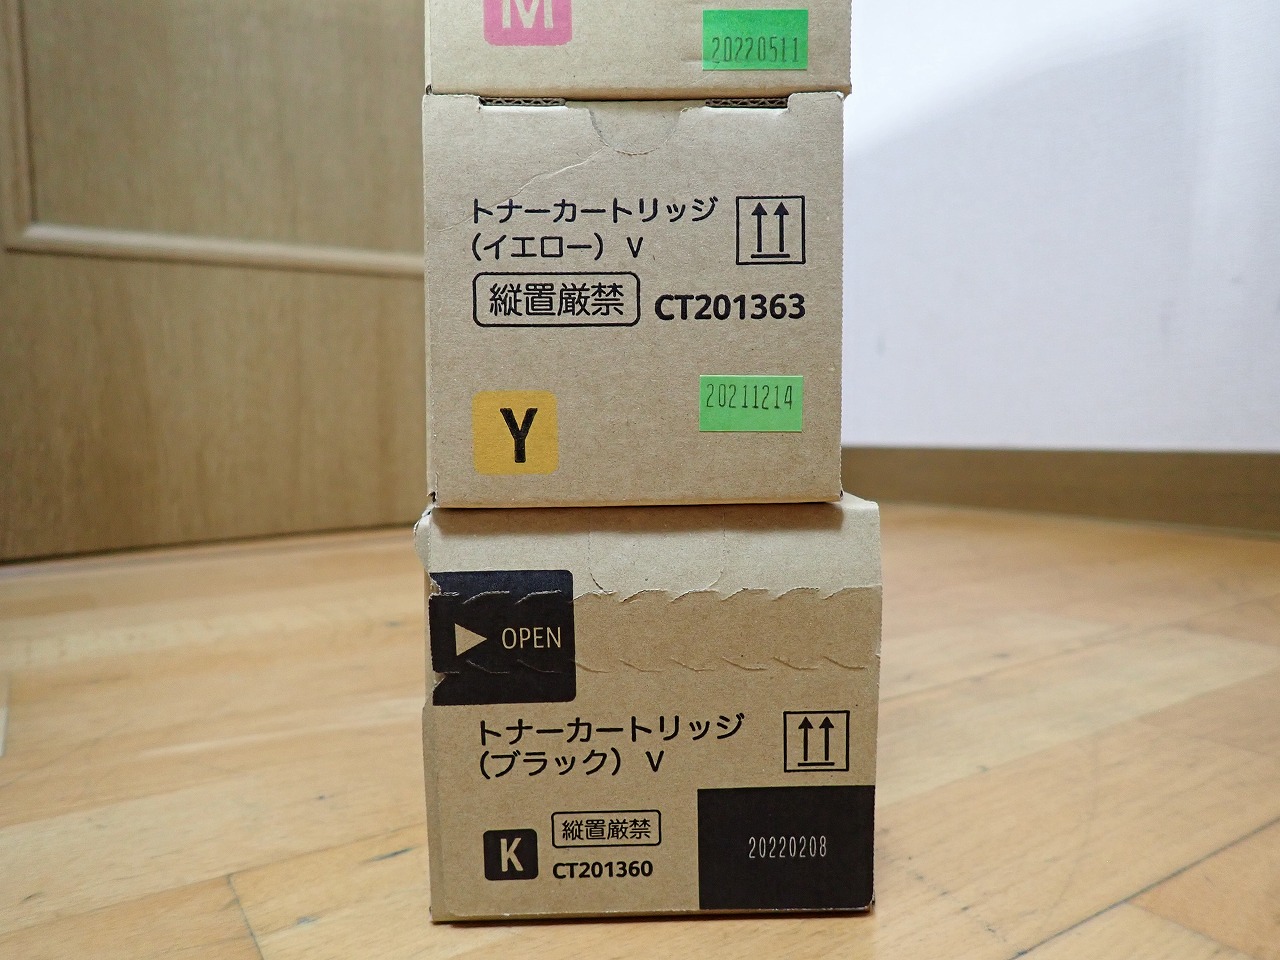 M
20220511
トナーカートリッジ
（イエロー） V
縦置厳禁
CT201363
Y
20211214
OPEN
トナーカートリッジ
（ブラック） V
縦置厳禁
K
CT201360
20220208